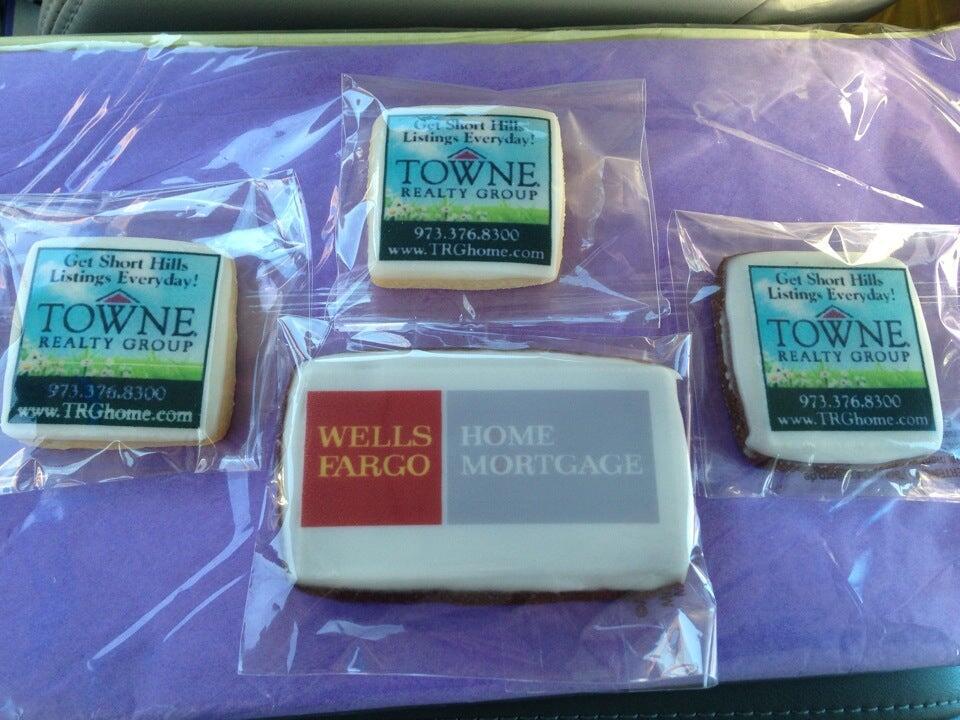 Get Short Hills
Listings Everyday!
TOWNE
REALTY GROUP
973.376.8300
www.TRGhome.com
Get Short Hills
Listings Everyday!
TOWNE
REALTY GROUP
973.376.8300
www.TRGhome.com
Get Short Hills
Listings Everyday!
TOWNE
REALTY GROUP
973.376.8300
www.TRGhome.com
WELLS
FARGO
HOME
MORTGAGE